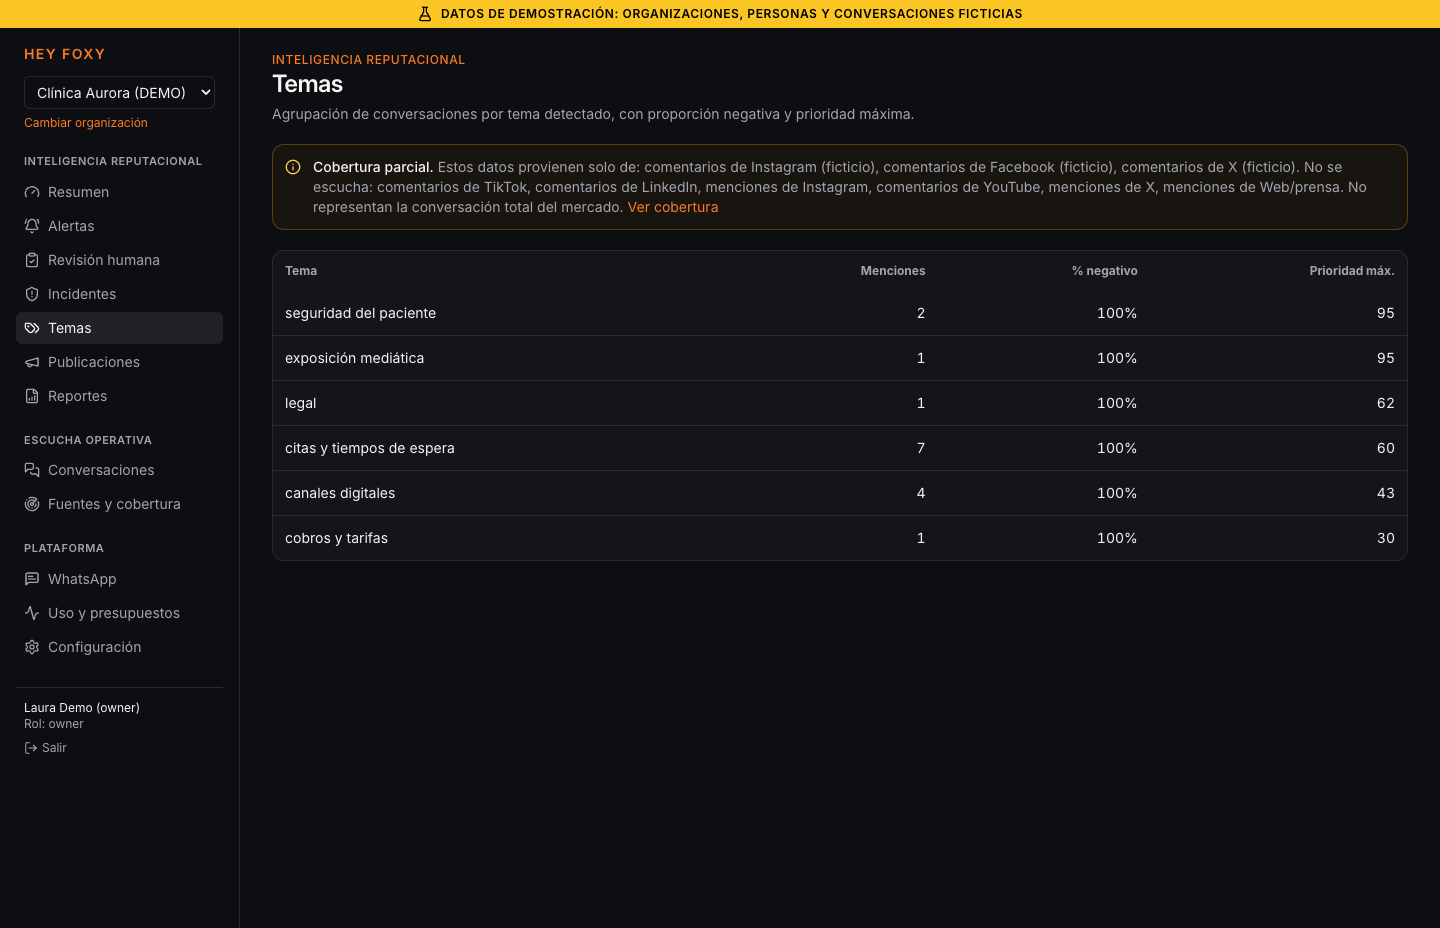 DATOS DE DEMOSTRACIÓN: ORGANIZACIONES, PERSONAS Y CONVERSACIONES FICTICIAS
HEY FOXY
Clínica Aurora (DEMO)
Cambiar organización
INTELIGENCIA REPUTACIONAL
Resumen
Alertas
Revisión humana
Incidentes
Temas
Publicaciones
Reportes
ESCUCHA OPERATIVA
Conversaciones
Fuentes y cobertura
PLATAFORMA
WhatsApp
Uso y presupuestos
Configuración
Laura Demo (owner)
Rol: owner
Salir
INTELIGENCIA REPUTACIONAL
Temas
Agrupación de conversaciones por tema detectado, con proporción negativa y prioridad máxima.
Cobertura parcial. Estos datos provienen solo de: comentarios de Instagram (ficticio), comentarios de Facebook (ficticio), comentarios de X (ficticio). No se
escucha: comentarios de TikTok, comentarios de LinkedIn, menciones de Instagram, comentarios de YouTube, menciones de X, menciones de Web/prensa. No
representan la conversación total del mercado. Ver cobertura
Tema Menciones % negativo Prioridad máx.
seguridad del paciente 2 100% 95
exposición mediática 1 100% 95
legal 1 100% 62
citas y tiempos de espera 7 100% 60
canales digitales 4 100% 43
cobros y tarifas 1 100% 30